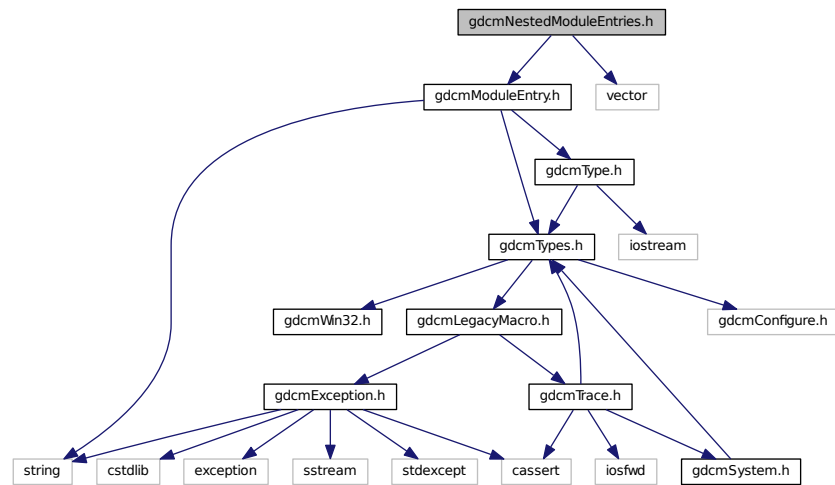 gdcmNestedModuleEntries.h
gdcmModuleEntry.h
vector
gdcmType.h
gdcmTypes.h
iostream
gdcmWin32.h
gdcmLegacyMacro.h
gdcmConfigure.h
gdcmException.h
gdcmTrace.h
string
cstdlib
exception
sstream
stdexcept
cassert
iosfwd
gdcmSystem.h